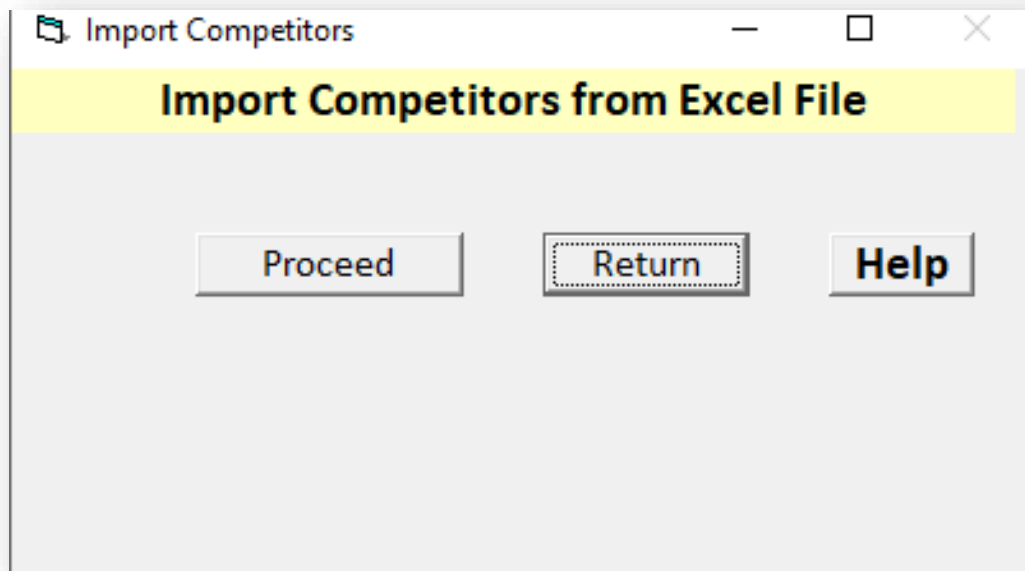 Import Competitors
Import Competitors from Excel File
Proceed Return Help